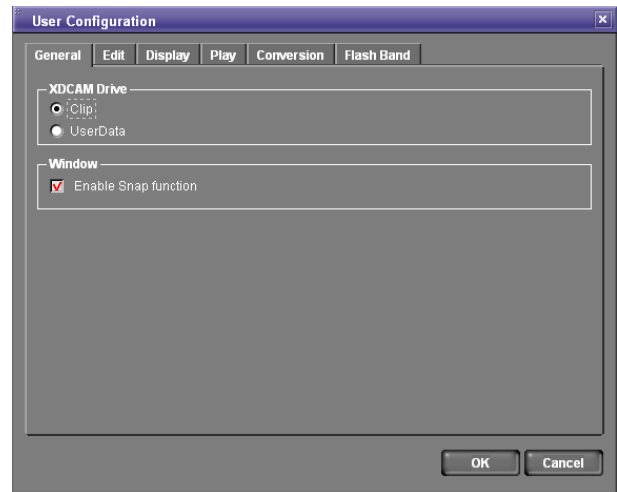 User Configuration
General Edit Display Play Conversion Flash Band
XDCAM Drive
Clip
UserData
Window
Enable Snap function
OK Cancel